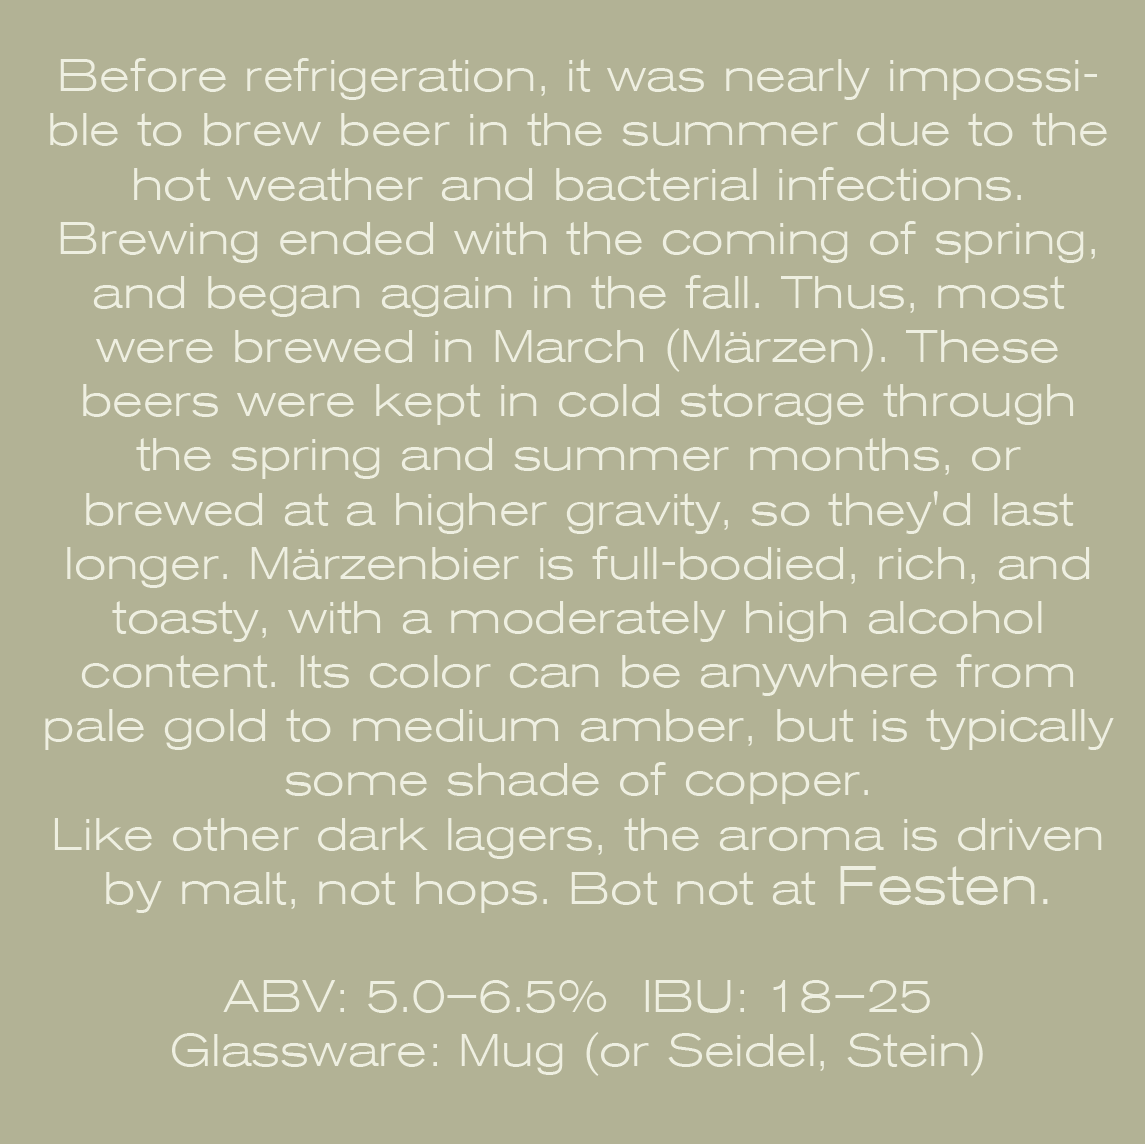 Before refrigeration, it was nearly impossi-
ble to brew beer in the summer due to the
hot weather and bacterial infections.
Brewing ended with the coming of spring,
and began again in the fall. Thus, most
were brewed in March (Märzen). These
beers were kept in cold storage through
the spring and summer months, or
brewed at a higher gravity, so they'd last
longer. Märzenbier is full-bodied, rich, and
toasty, with a moderately high alcohol
content. Its color can be anywhere from
pale gold to medium amber, but is typically
some shade of copper.
Like other dark lagers, the aroma is driven
by malt, not hops. Bot not at Festen.
ABV: 5.0–6.5%  IBU: 18–25
Glassware: Mug (or Seidel, Stein)